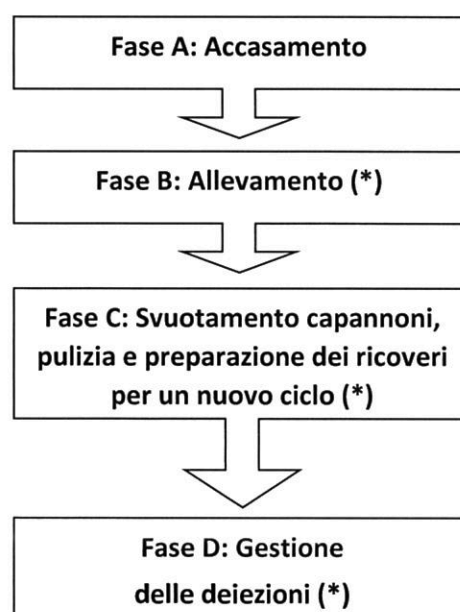 Fase A: Accasamento
Fase B: Allevamento (*)
Fase C: Svuotamento capannoni,
pulizia e preparazione dei ricoveri
per un nuovo ciclo (*)
Fase D: Gestione
delle deiezioni (*)